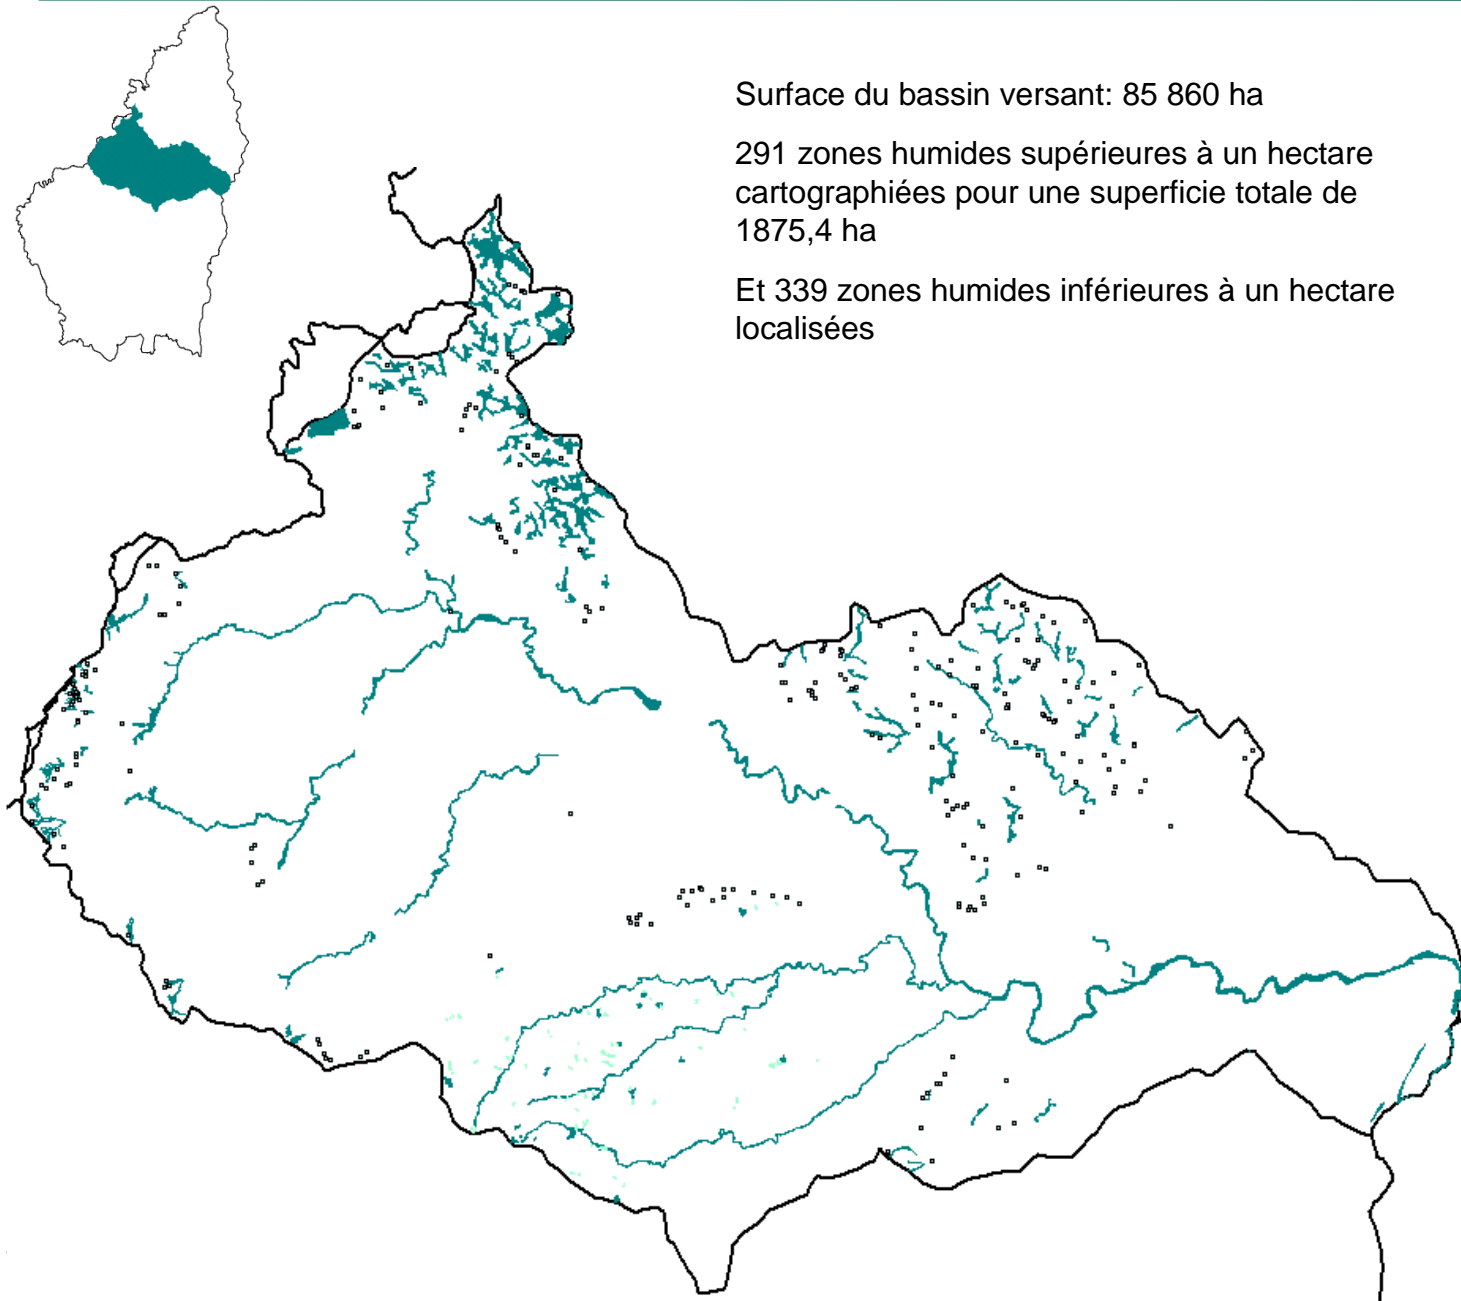 Surface du bassin versant: 85 860 ha
291 zones humides supérieures à un hectare
cartographiées pour une superficie totale de
1875,4 ha
Et 339 zones humides inférieures à un hectare
localisées